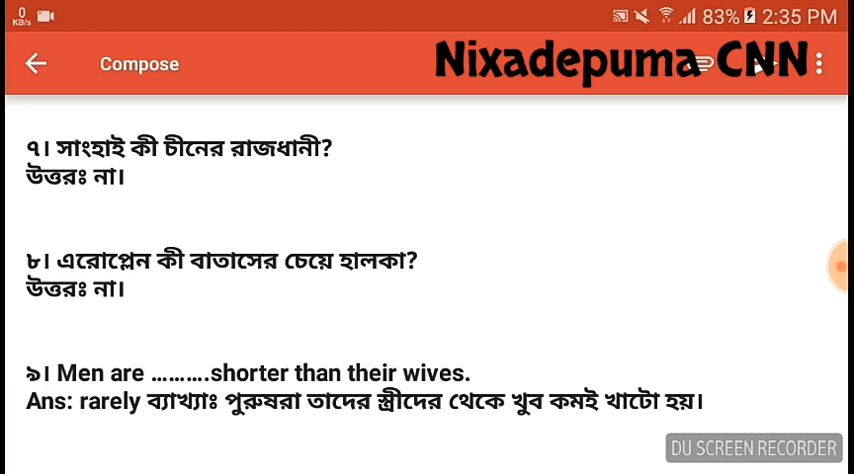 0
KB/s
83% 2:35 PM
Compose
Nixadepuma CNN
৭। সাংহাই কী চীনের রাজধানী?
উত্তরঃ না।
৮। এরোপ্লেন কী বাতাসের চেয়ে হালকা?
উত্তরঃ না।
৯। Men are ..........shorter than their wives.
Ans: rarely ব্যাখ্যাঃ পুরুষরা তাদের স্ত্রীদের থেকে খুব কমই খাটো হয়।
DU SCREEN RECORDER